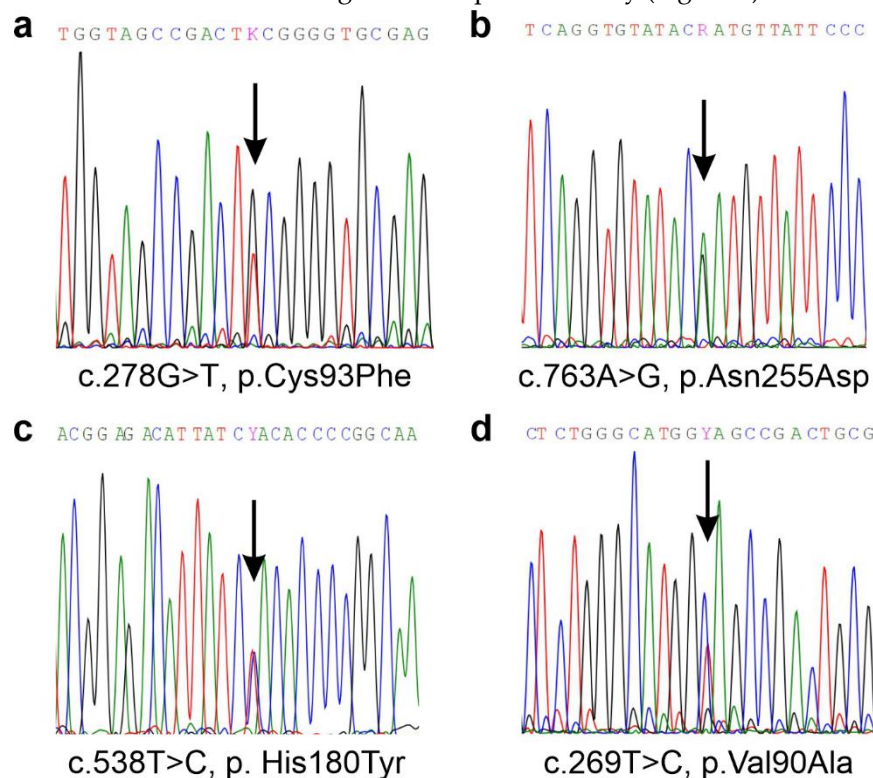 a b
TGGTAGCCGACTKCGGGGTGCGAG
TCAGGTGTATACRATGTTATTCCC
c.278G>T, p.Cys93Phe
c.763A>G, p.Asn255Asp
c d
ACGGAGACATTATCYACACCCCGGCAA
CTCTGGGCATGGYAGCCGACTGCG
c.538T>C, p. His180Tyr
c.269T>C, p.Val90Ala